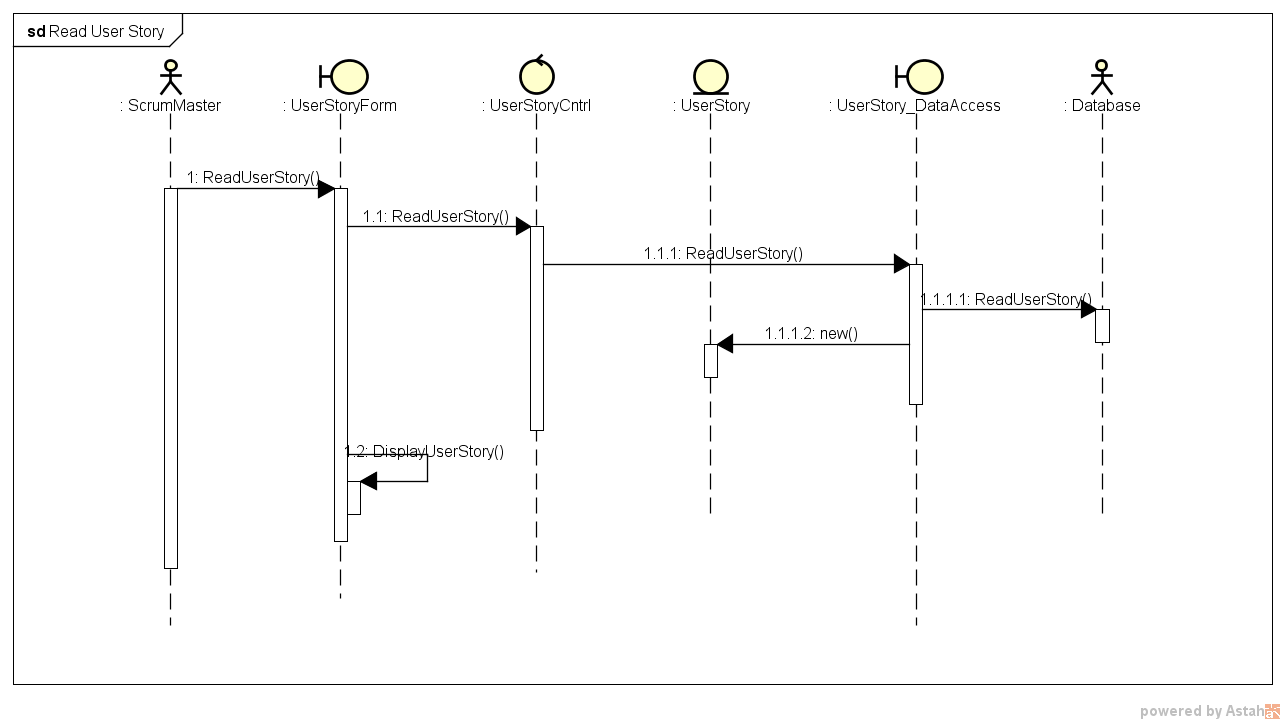 sd Read User Story
: ScrumMaster
: UserStoryForm
: UserStoryCntrl
: UserStory
: UserStory_DataAccess
: Database
1: ReadUserStory()
1.1: ReadUserStory()
1.1.1: ReadUserStory()
1.1.1.1: ReadUserStory()
1.1.1.2: new()
1.2: DisplayUserStory()
powered by Astah